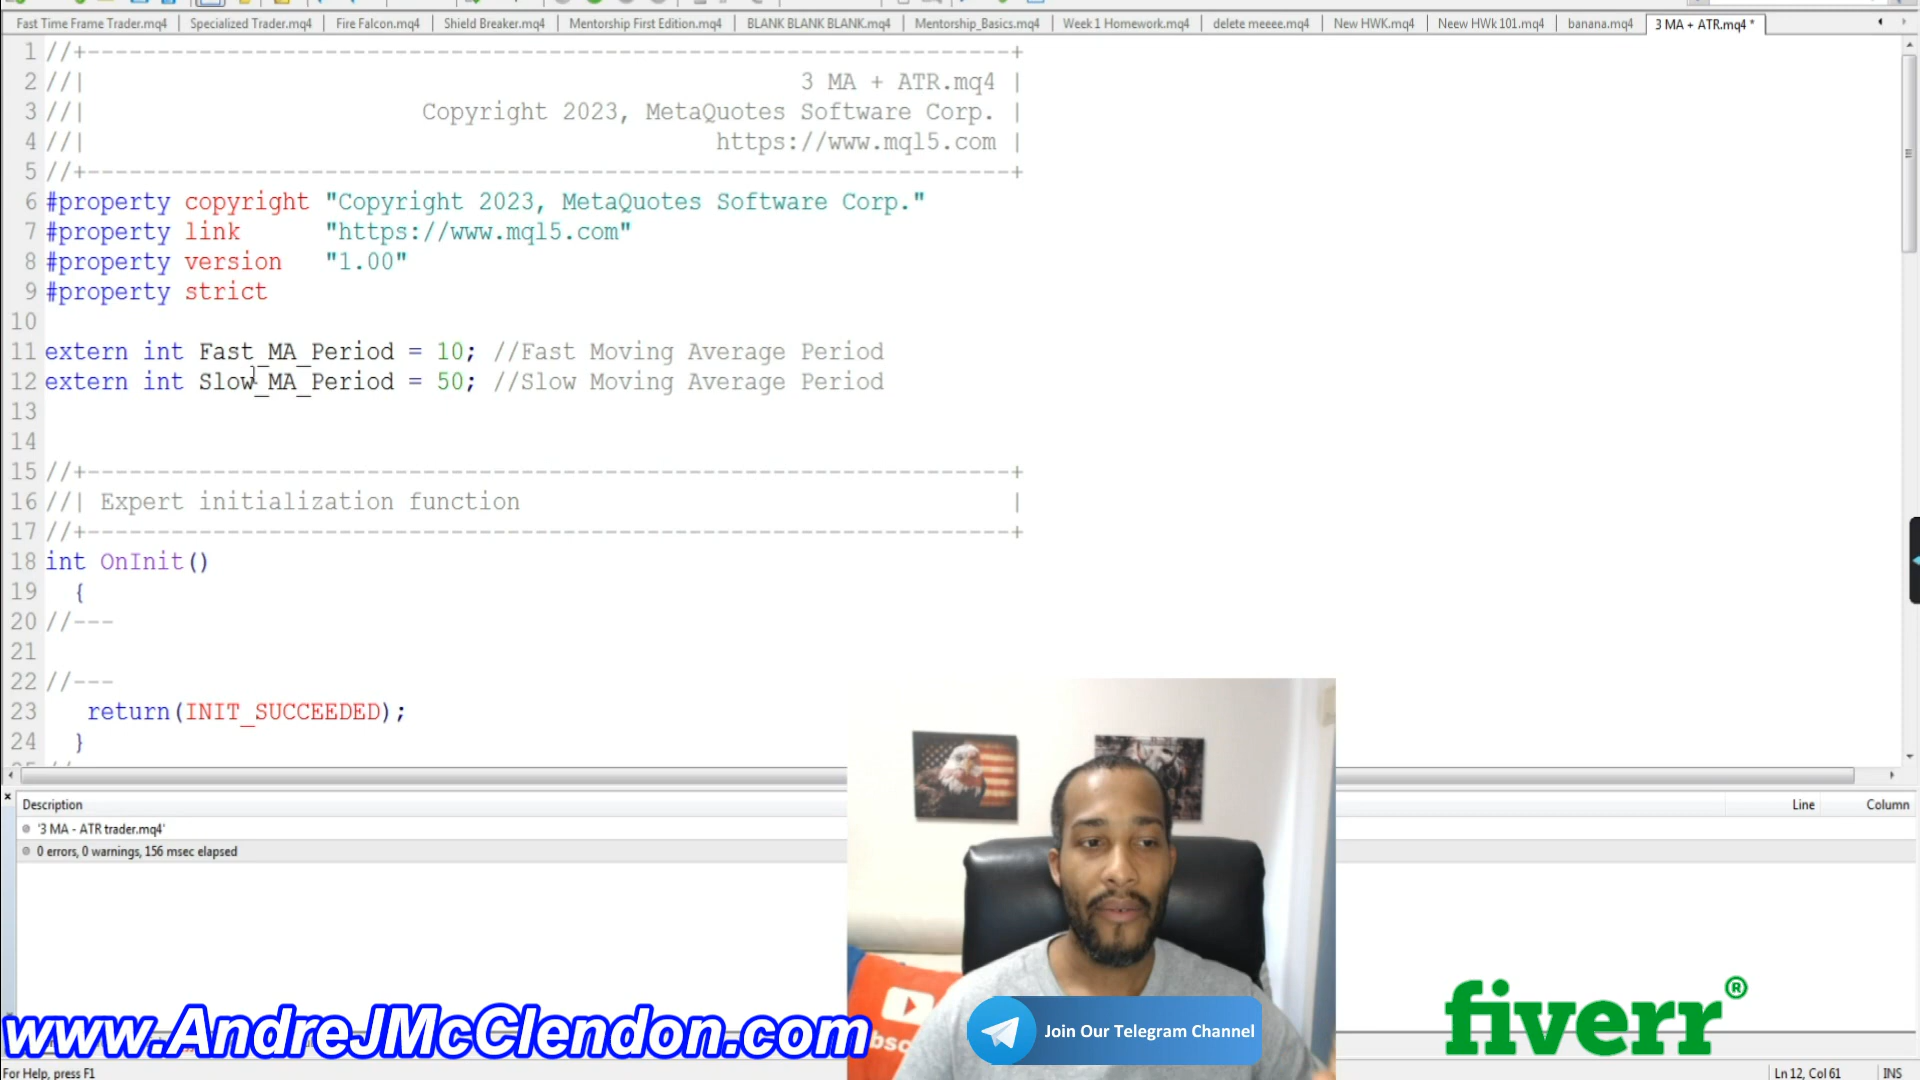 Fast Time Frame Trader.mq4 Specialized Trader.mq4 Fire Falcon.mq4 Shield Breaker.mq4 Mentorship First Edition.mq4 BLANK BLANK BLANK.mq4 Mentorship_Basics.mq4 Week 1 Homework.mq4 delete meeee.mq4 New HWK.mq4 Neew HWk 101.mq4 banana.mq4 3 MA + ATR.mq4 *
1 //+------------------------------------------------------------------+
2 //| 3 MA + ATR.mq4 |
3 //| Copyright 2023, MetaQuotes Software Corp. |
4 //| https://www.mql5.com |
5 //+------------------------------------------------------------------+
6 #property copyright "Copyright 2023, MetaQuotes Software Corp."
7 #property link "https://www.mql5.com"
8 #property version "1.00"
9 #property strict
10
11 extern int Fast_MA_Period = 10; //Fast Moving Average Period
12 extern int Slow_MA_Period = 50; //Slow Moving Average Period
13
14
15 //+------------------------------------------------------------------+
16 //| Expert initialization function |
17 //+------------------------------------------------------------------+
18 int OnInit()
19 {
20 //---
21
22 //---
23 return(INIT_SUCCEEDED);
24 }
Description Line Column
'3 MA - ATR trader.mq4'
0 errors, 0 warnings, 156 msec elapsed
www.AndreJMcClendon.com
Join Our Telegram Channel
fiverr®
For Help, press F1 Ln 12, Col 61 INS